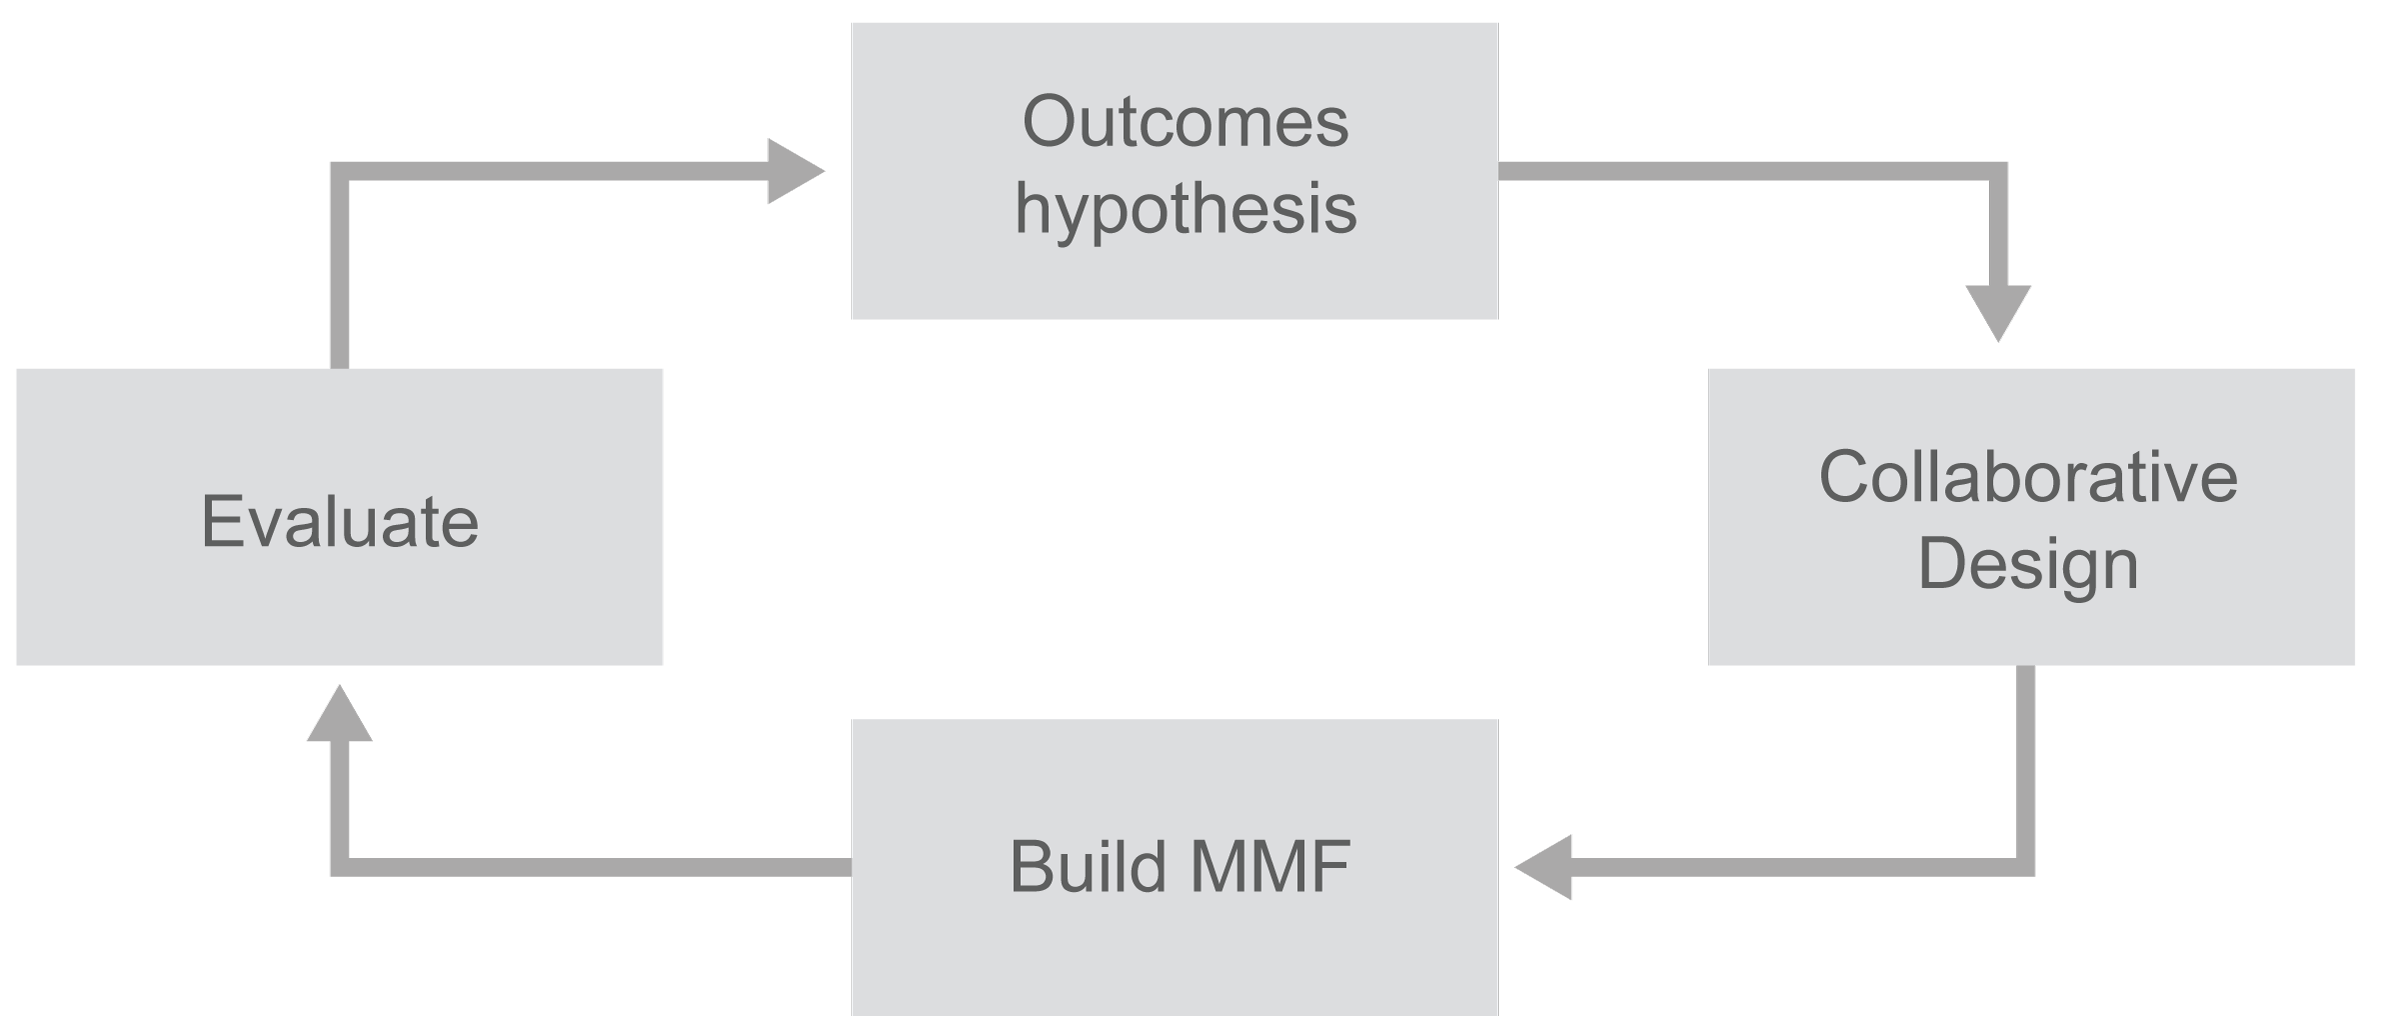 Outcomes
hypothesis
Collaborative
Design
Evaluate
Build MMF